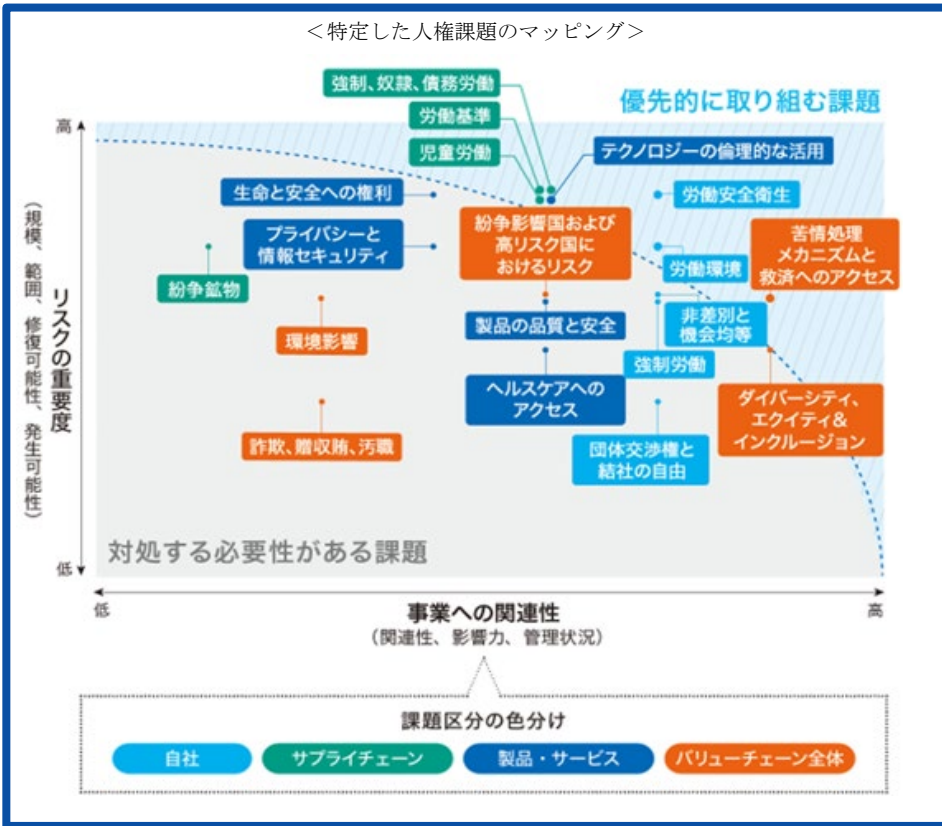 ＜特定した人権課題のマッピング＞
強制、奴隷、債務労働
優先的に取り組む課題
労働基準
高
児童労働
テクノロジーの倫理的な活用
生命と安全への権利
労働安全衛生
プライバシーと
情報セキュリティ
紛争影響国および
高リスク国に
おけるリスク
苦情処理
メカニズムと
救済へのアクセス
労働環境
紛争鉱物
リスクの重要度
（規模、範囲、修復可能性、発生可能性）
環境影響
製品の品質と安全
非差別と
機会均等
強制労働
ヘルスケアへの
アクセス
ダイバーシティ、
エクイティ&
インクルージョン
詐欺、贈収賄、汚職
団体交渉権と
結社の自由
対処する必要性がある課題
低
低
事業への関連性
高
（関連性、影響力、管理状況）
課題区分の色分け
自社
サプライチェーン
製品・サービス
バリューチェーン全体